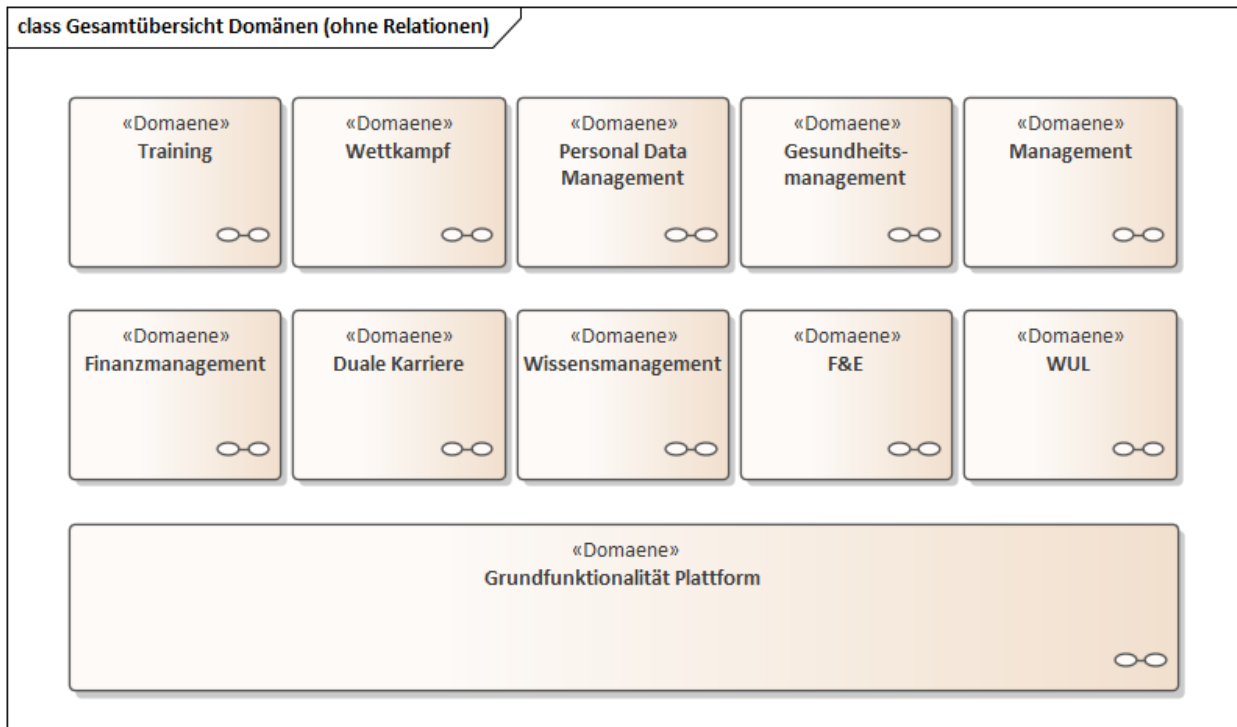 class Gesamtübersicht Domänen (ohne Relationen)
«Domaene»
Training
«Domaene»
Wettkampf
«Domaene»
Personal Data
Management
«Domaene»
Gesundheits-
management
«Domaene»
Management
«Domaene»
Finanzmanagement
«Domaene»
Duale Karriere
«Domaene»
Wissensmanagement
«Domaene»
F&E
«Domaene»
WUL
«Domaene»
Grundfunktionalität Plattform